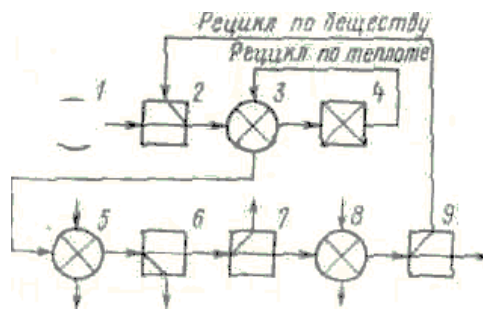 Рецикл по веществу
Рецикл по теплоте
1 2 3 4
5 6 7 8 9